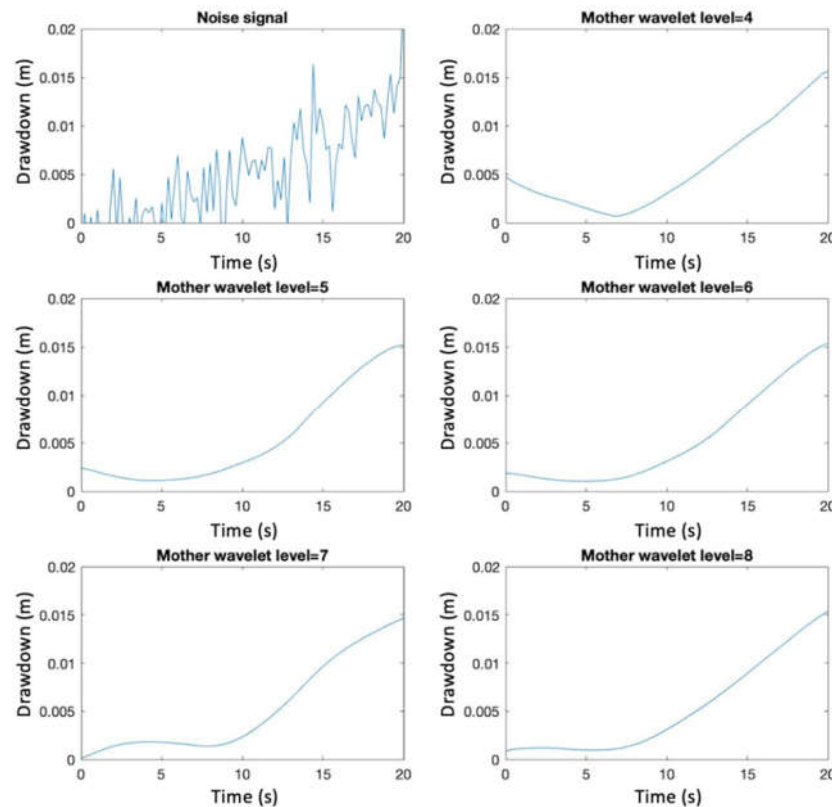 Noise signal
Drawdown (m)
0.02
0.015
0.01
0.005
0
0 5 10 15 20
Time (s)
Mother wavelet level=4
Drawdown (m)
0.02
0.015
0.01
0.005
0
0 5 10 15 20
Time (s)
Mother wavelet level=5
Drawdown (m)
0.02
0.015
0.01
0.005
0
0 5 10 15 20
Time (s)
Mother wavelet level=6
Drawdown (m)
0.02
0.015
0.01
0.005
0
0 5 10 15 20
Time (s)
Mother wavelet level=7
Drawdown (m)
0.02
0.015
0.01
0.005
0
0 5 10 15 20
Time (s)
Mother wavelet level=8
Drawdown (m)
0.02
0.015
0.01
0.005
0
0 5 10 15 20
Time (s)